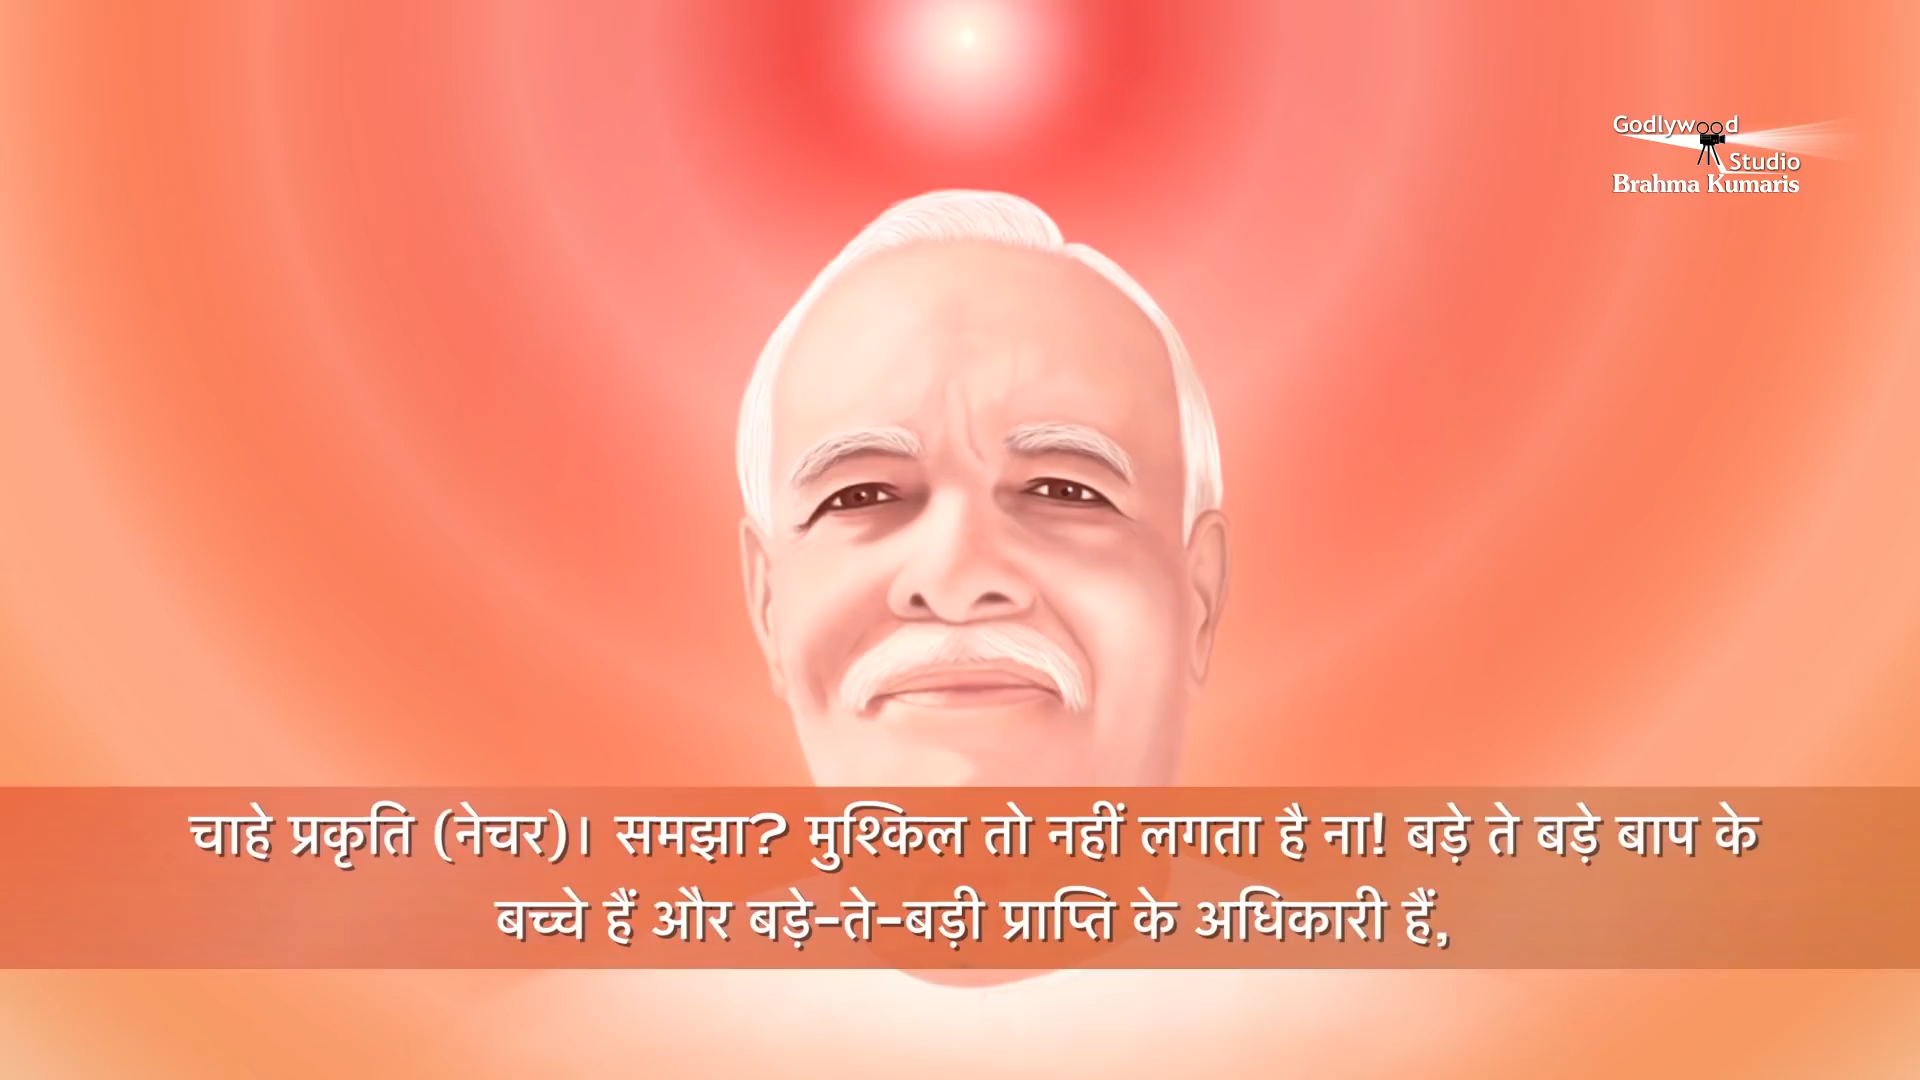 Godlywood
Studio
Brahma Kumaris
चाहे प्रकृति (नेचर)। समझा? मुश्किल तो नहीं लगता है ना! बड़े ते बड़े बाप के
बच्चे हैं और बड़े-ते-बड़ी प्राप्ति के अधिकारी हैं,